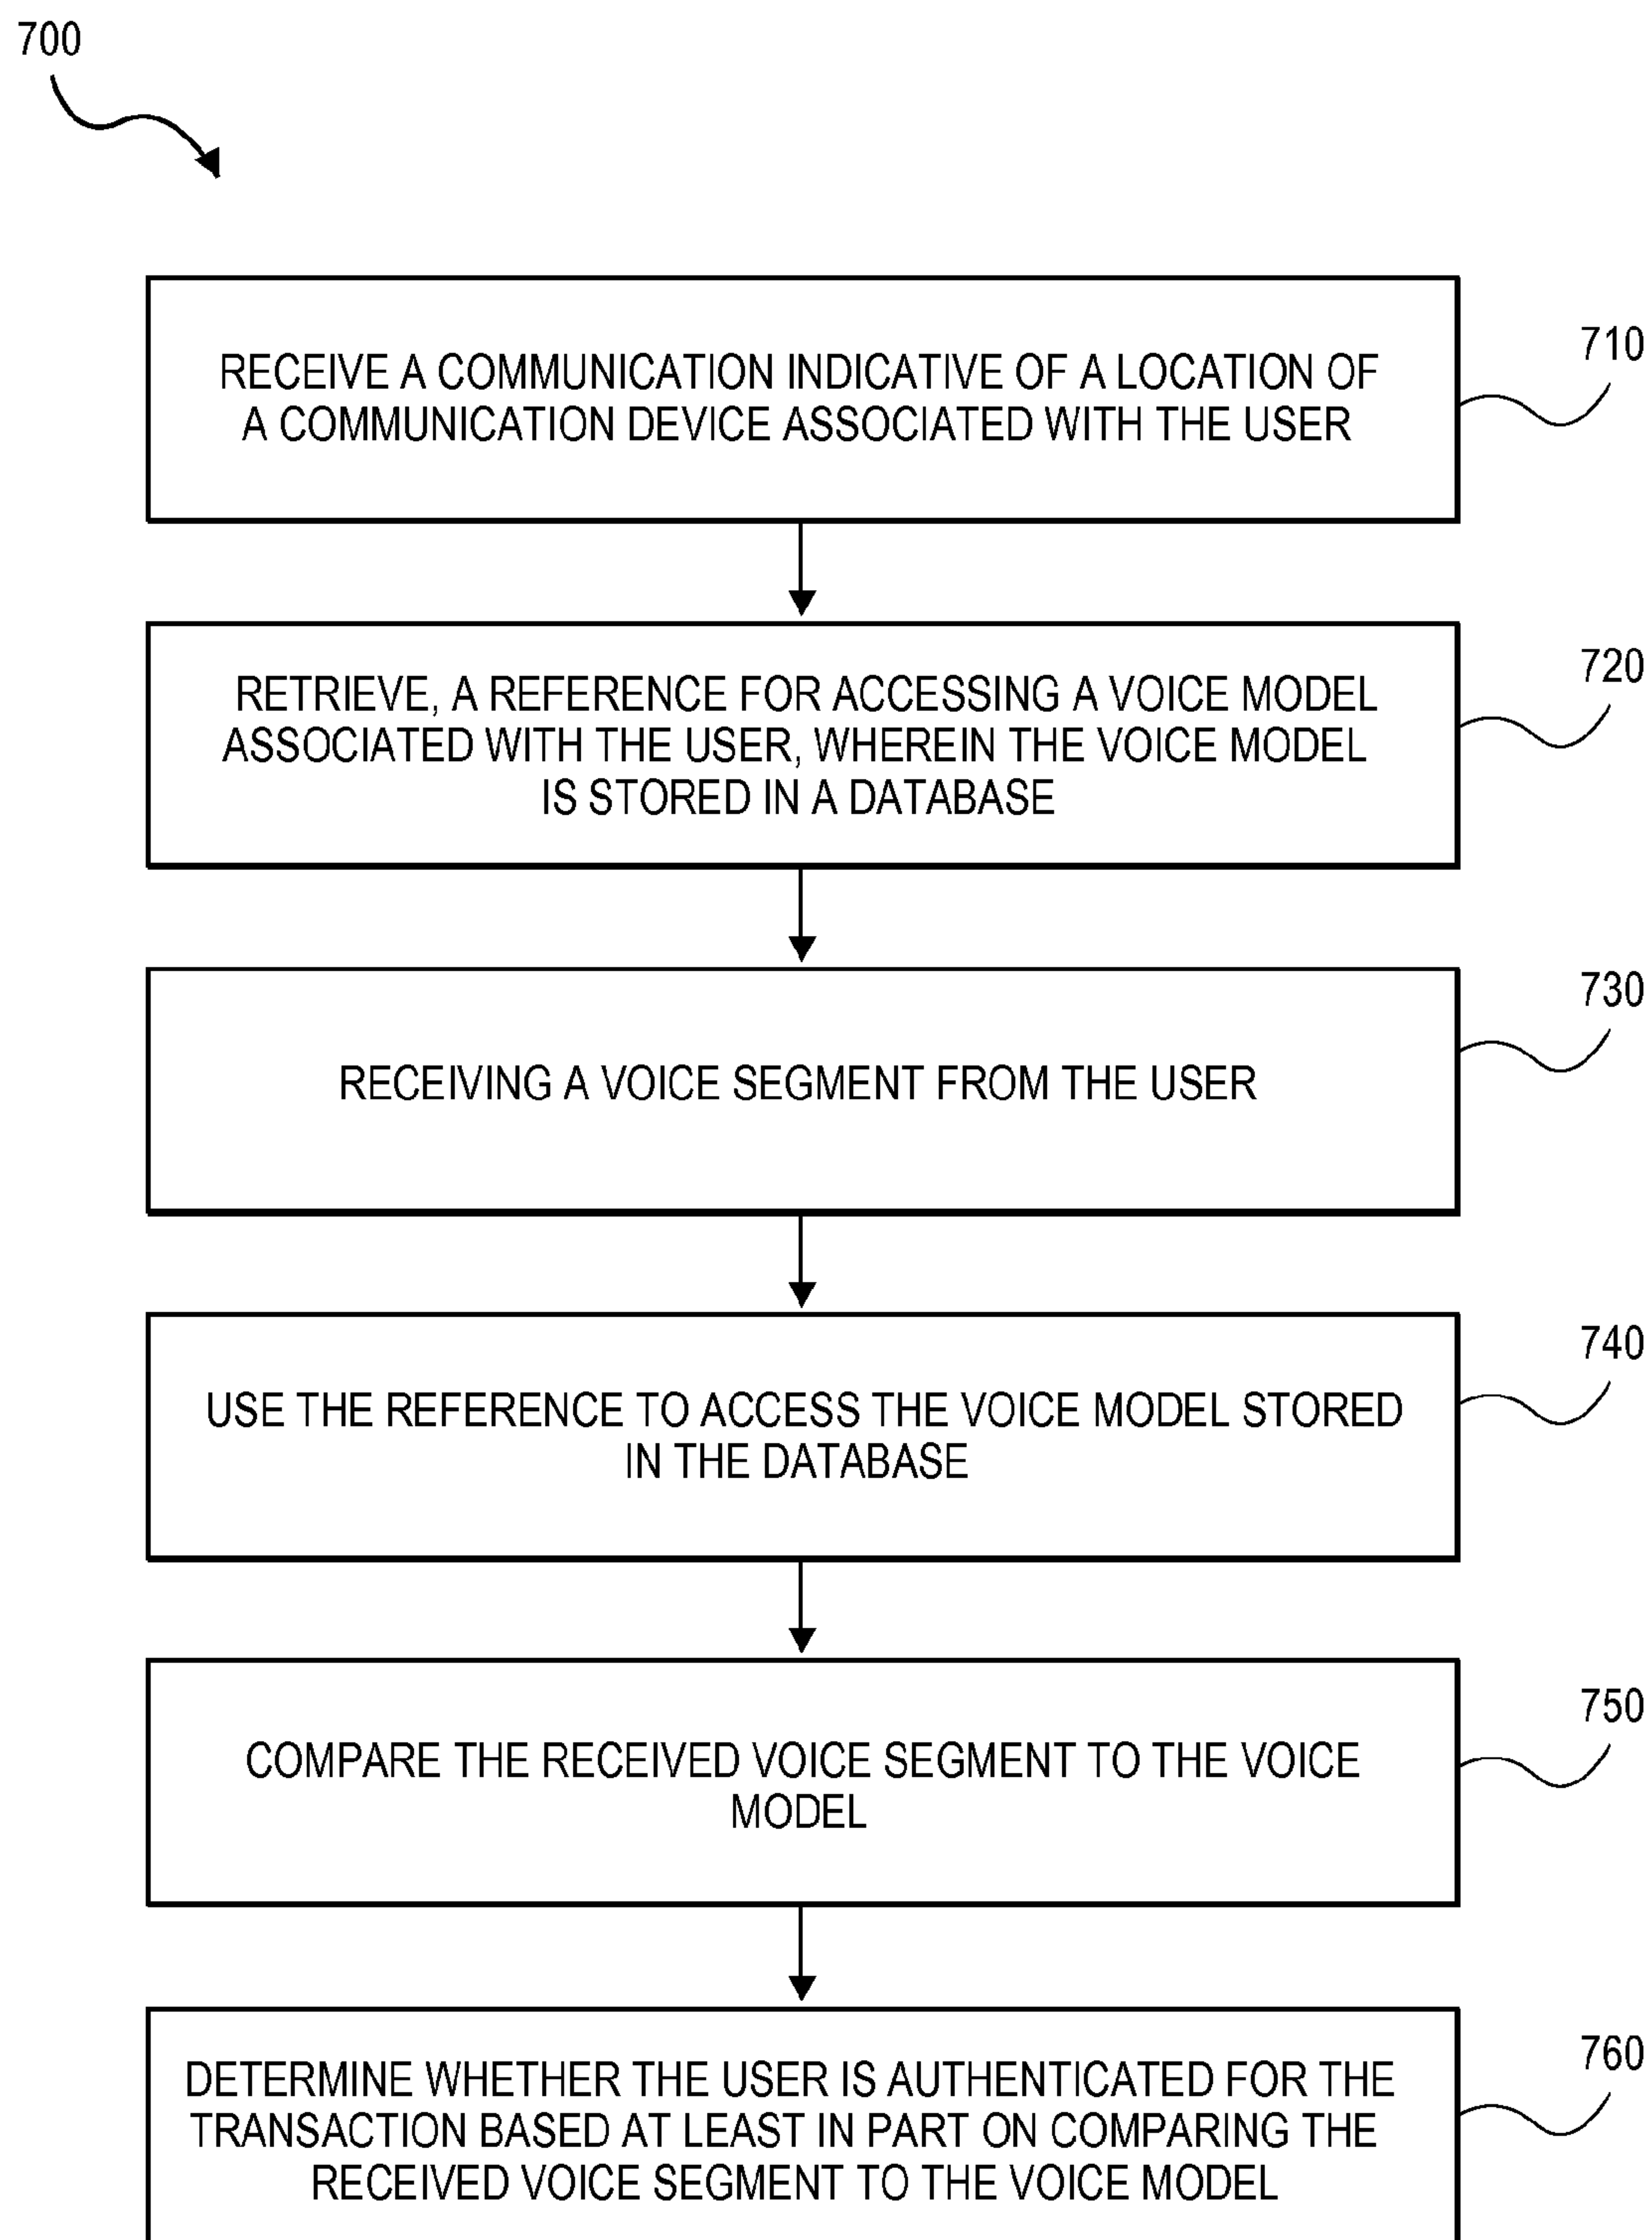 700
710
RECEIVE A COMMUNICATION INDICATIVE OF A LOCATION OF
A COMMUNICATION DEVICE ASSOCIATED WITH THE USER
720
RETRIEVE, A REFERENCE FOR ACCESSING A VOICE MODEL
ASSOCIATED WITH THE USER, WHEREIN THE VOICE MODEL
IS STORED IN A DATABASE
730
RECEIVING A VOICE SEGMENT FROM THE USER
740
USE THE REFERENCE TO ACCESS THE VOICE MODEL STORED
IN THE DATABASE
750
COMPARE THE RECEIVED VOICE SEGMENT TO THE VOICE
MODEL
760
DETERMINE WHETHER THE USER IS AUTHENTICATED FOR THE
TRANSACTION BASED AT LEAST IN PART ON COMPARING THE
RECEIVED VOICE SEGMENT TO THE VOICE MODEL